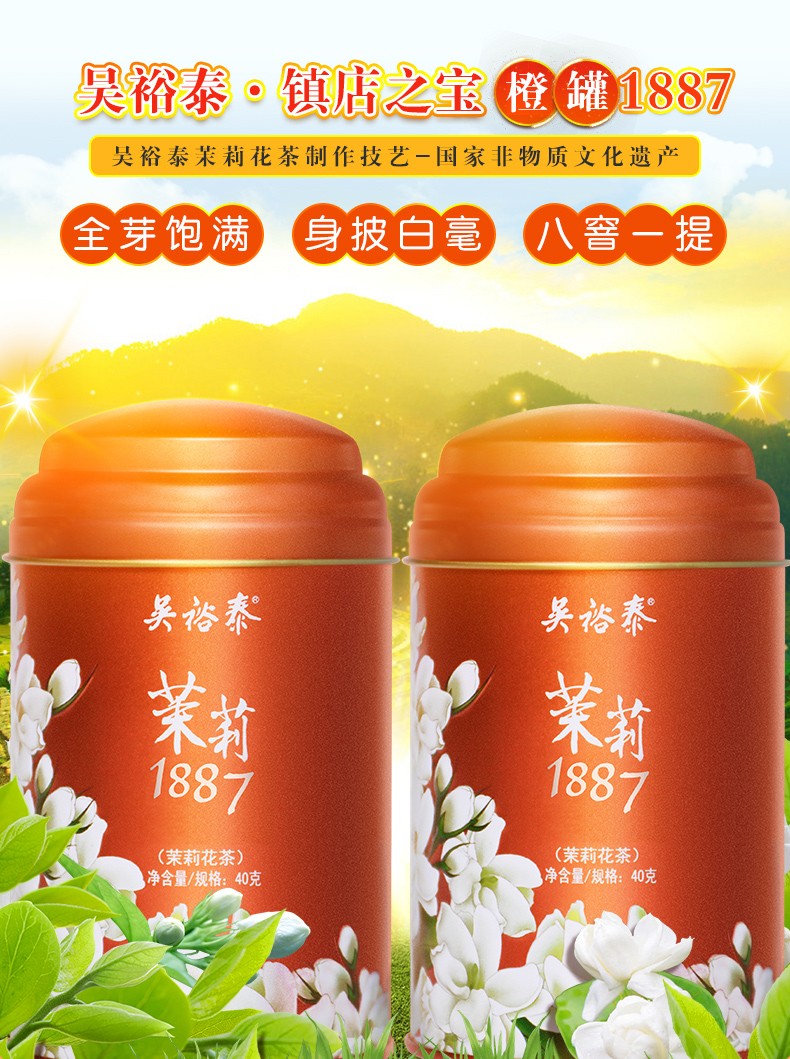 吴裕泰·镇店之宝 橙罐1887
吴裕泰茉莉花茶制作技艺-国家非物质文化遗产
全芽饱满 身披白毫 八窨一提
吴裕泰®
茉莉
1887
（茉莉花茶）
净含量/规格：40克
吴裕泰®
茉莉
1887
（茉莉花茶）
净含量/规格：40克